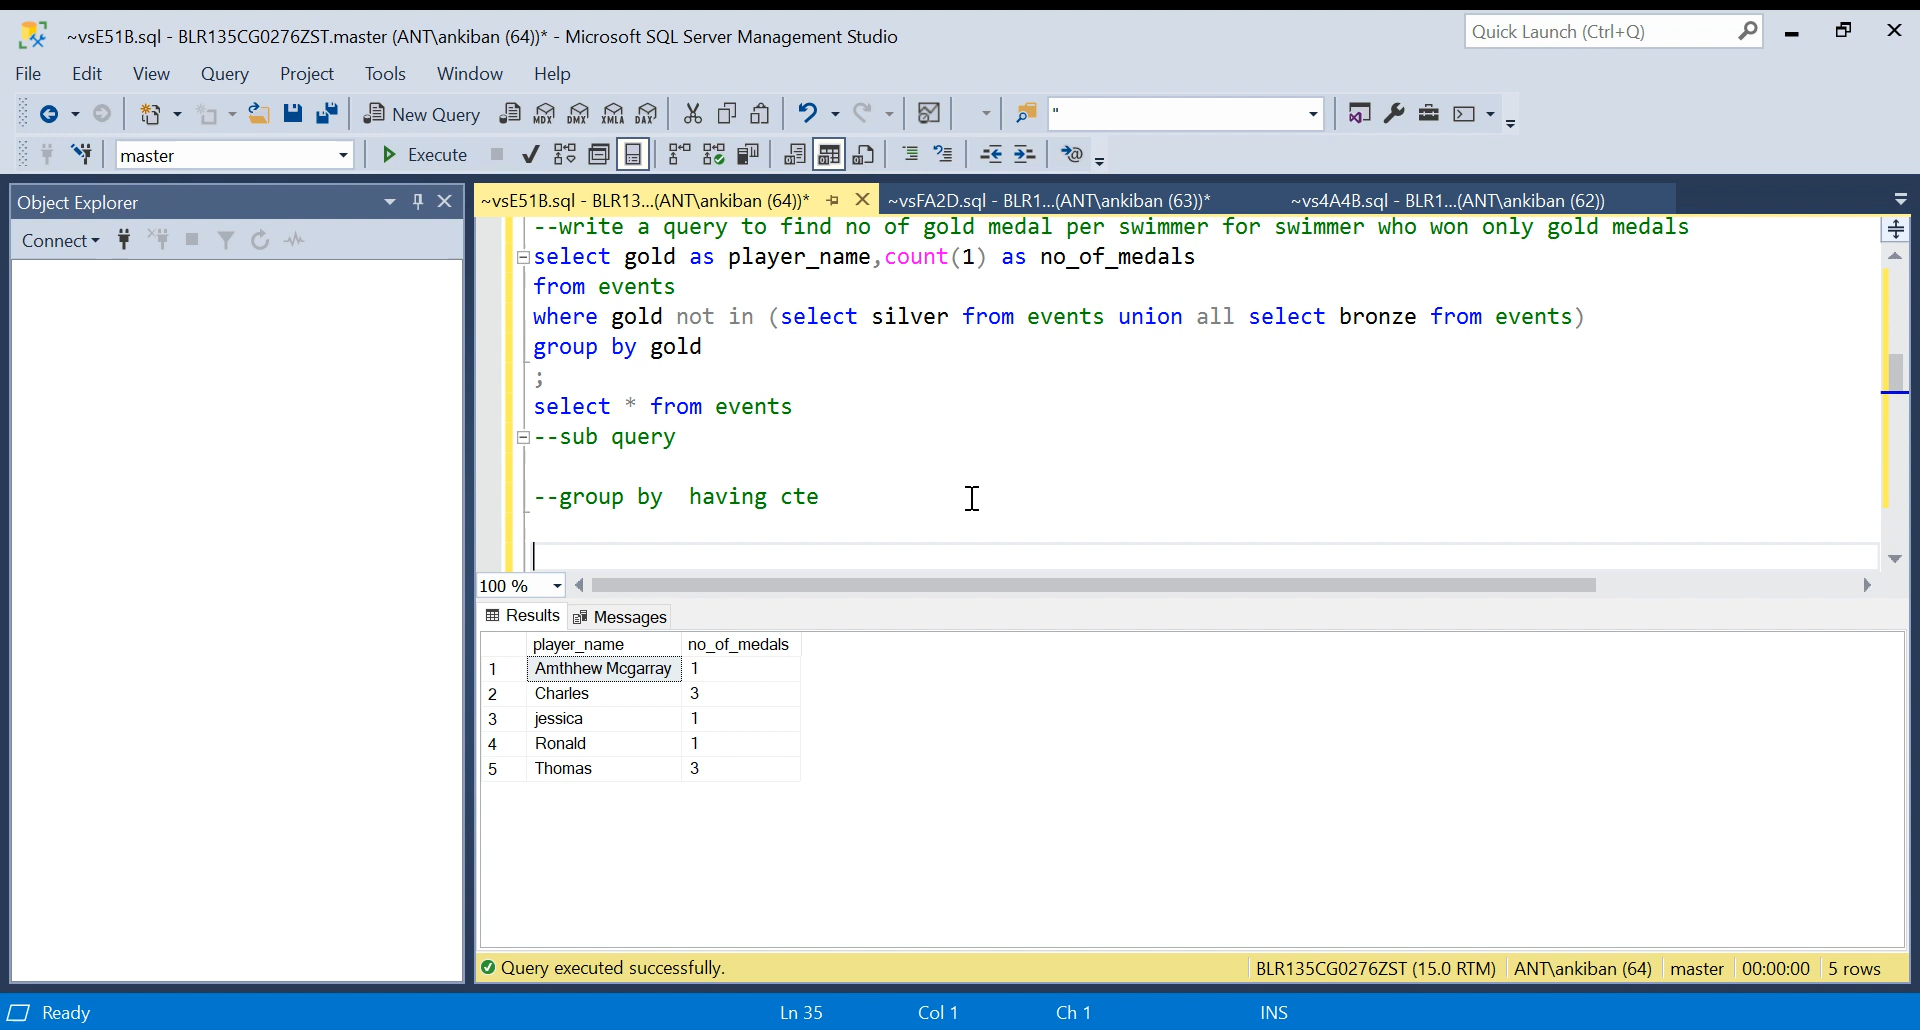 ~vsE51B.sql - BLR135CG0276ZST.master (ANT\ankiban (64))* - Microsoft SQL Server Management Studio
Quick Launch (Ctrl+Q)
File Edit View Query Project Tools Window Help
New Query MDX DMX XMLA DAX "
master Execute
Object Explorer
~vsE51B.sql - BLR13...(ANT\ankiban (64))* ~vsFA2D.sql - BLR1...(ANT\ankiban (63))* ~vs4A4B.sql - BLR1...(ANT\ankiban (62))
Connect
--write a query to find no of gold medal per swimmer for swimmer who won only gold medals
select gold as player_name,count(1) as no_of_medals
from events
where gold not in (select silver from events union all select bronze from events)
group by gold
;
select * from events
--sub query
--group by  having cte
100 %
Results Messages
player_name no_of_medals
1 Amthhew Mcgarray 1
2 Charles 3
3 jessica 1
4 Ronald 1
5 Thomas 3
Query executed successfully. BLR135CG0276ZST (15.0 RTM) ANT\ankiban (64) master 00:00:00 5 rows
Ready Ln 35 Col 1 Ch 1 INS